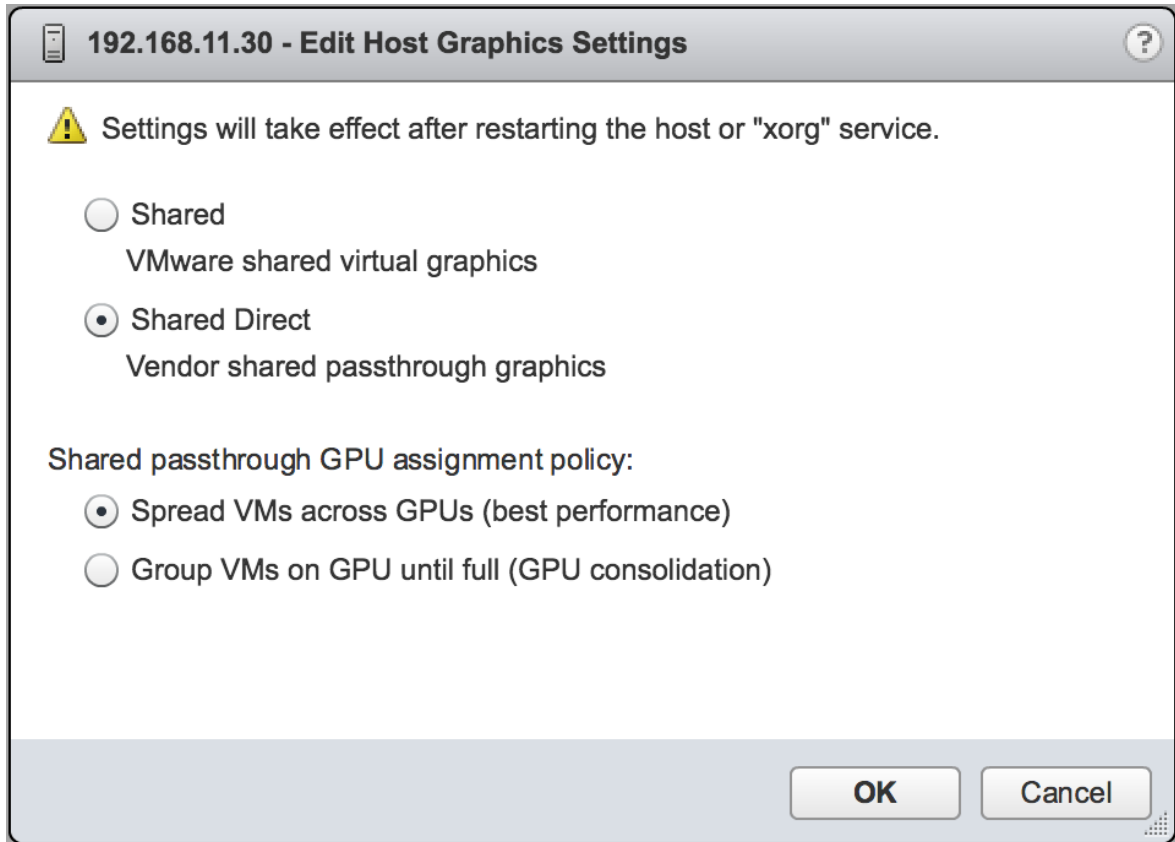 192.168.11.30 - Edit Host Graphics Settings
?
Settings will take effect after restarting the host or "xorg" service.
Shared
VMware shared virtual graphics
Shared Direct
Vendor shared passthrough graphics
Shared passthrough GPU assignment policy:
Spread VMs across GPUs (best performance)
Group VMs on GPU until full (GPU consolidation)
OK
Cancel